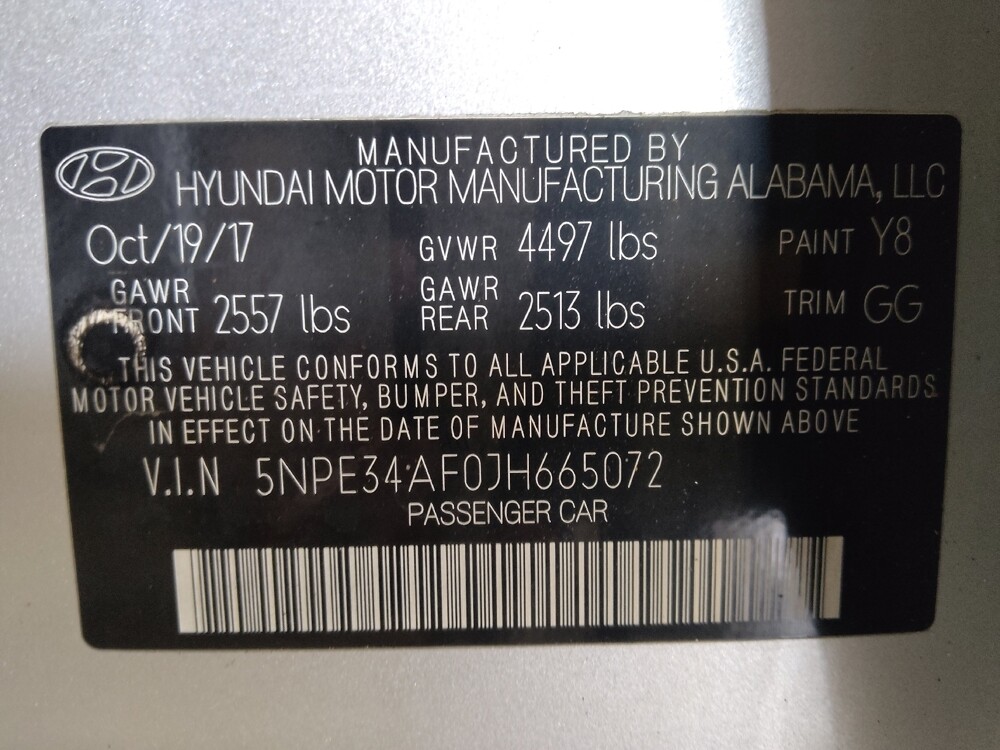 MANUFACTURED BY
HYUNDAI MOTOR MANUFACTURING ALABAMA, LLC
Oct/19/17 GVWR 4497 lbs PAINT Y8
GAWR FRONT 2557 lbs GAWR REAR 2513 lbs TRIM GG
THIS VEHICLE CONFORMS TO ALL APPLICABLE U.S.A. FEDERAL
MOTOR VEHICLE SAFETY, BUMPER, AND THEFT PREVENTION STANDARDS
IN EFFECT ON THE DATE OF MANUFACTURE SHOWN ABOVE
V.I.N 5NPE34AF0JH665072
PASSENGER CAR